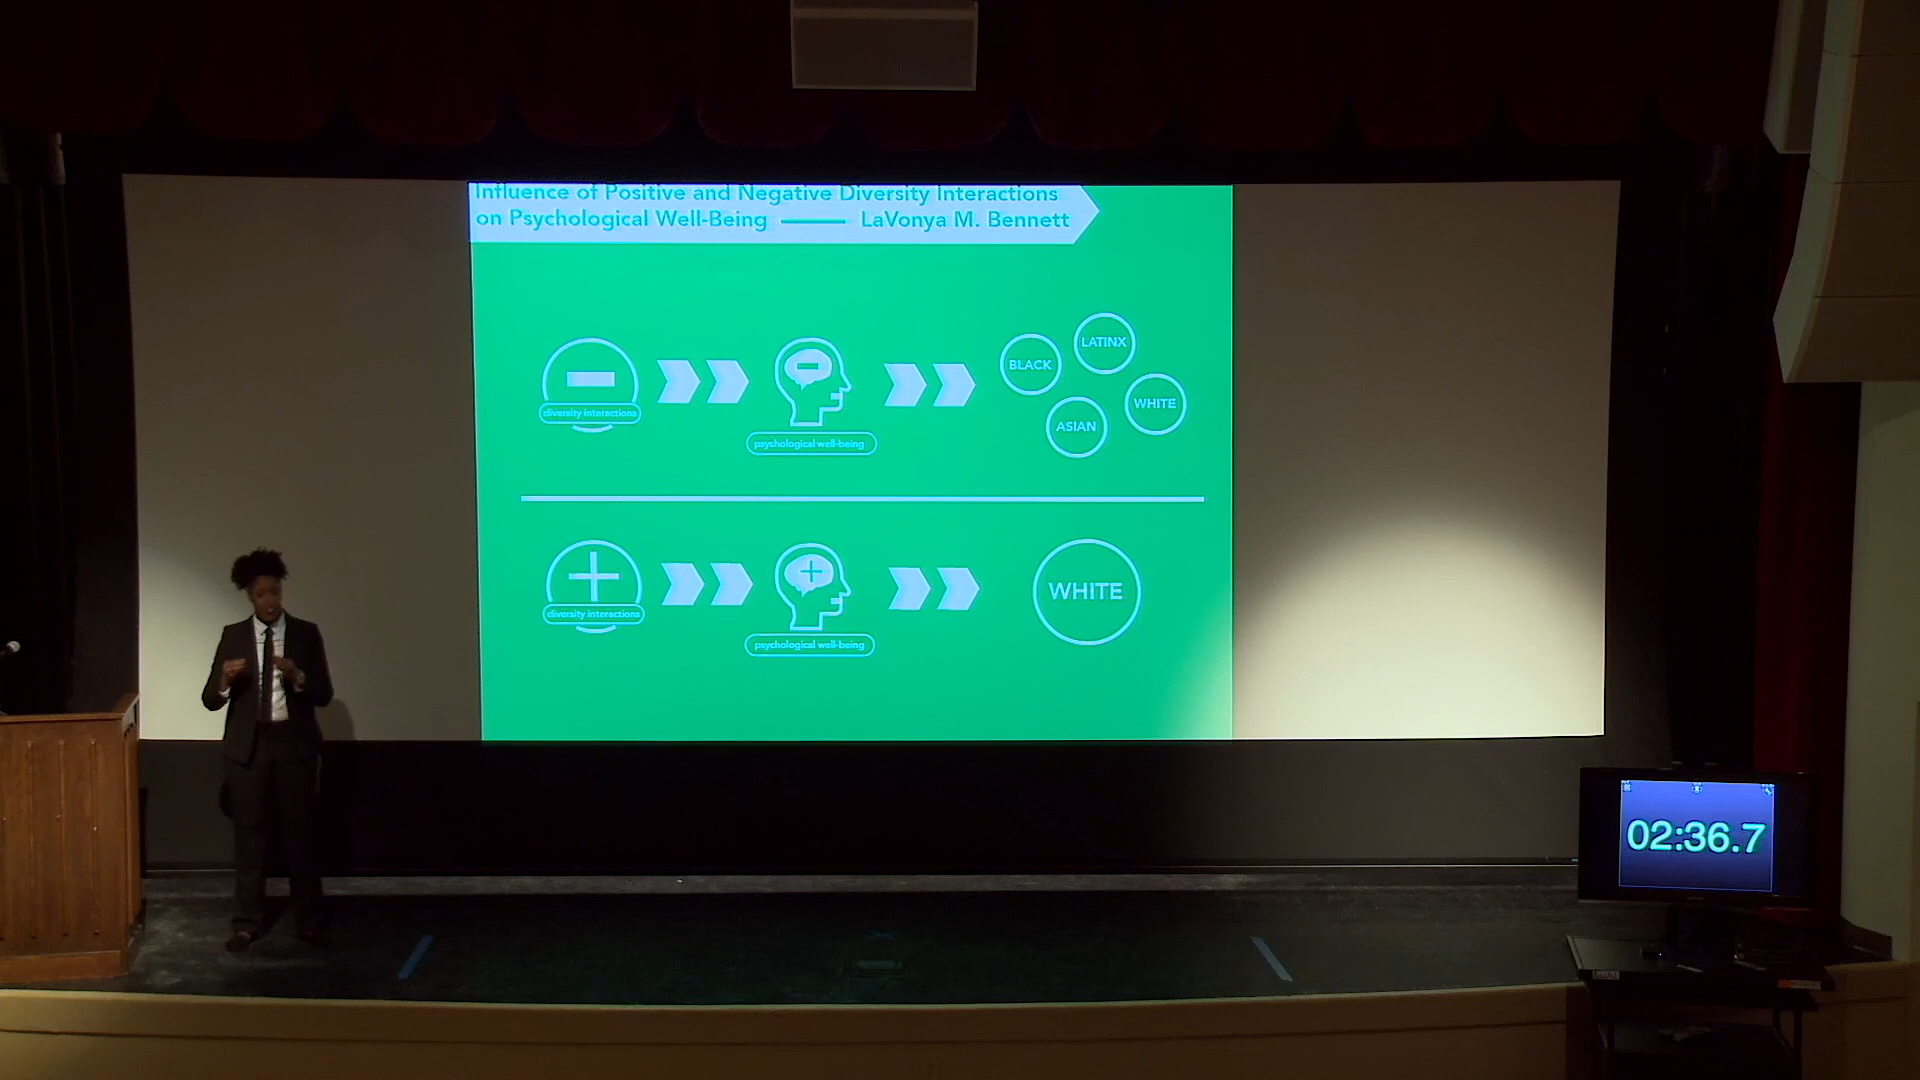 Influence of Positive and Negative Diversity Interactions
on Psychological Well-Being LaVonya M. Bennett
diversity interactions
psychological well-being
BLACK
LATINX
ASIAN
WHITE
diversity interactions
psychological well-being
WHITE
02:36.7